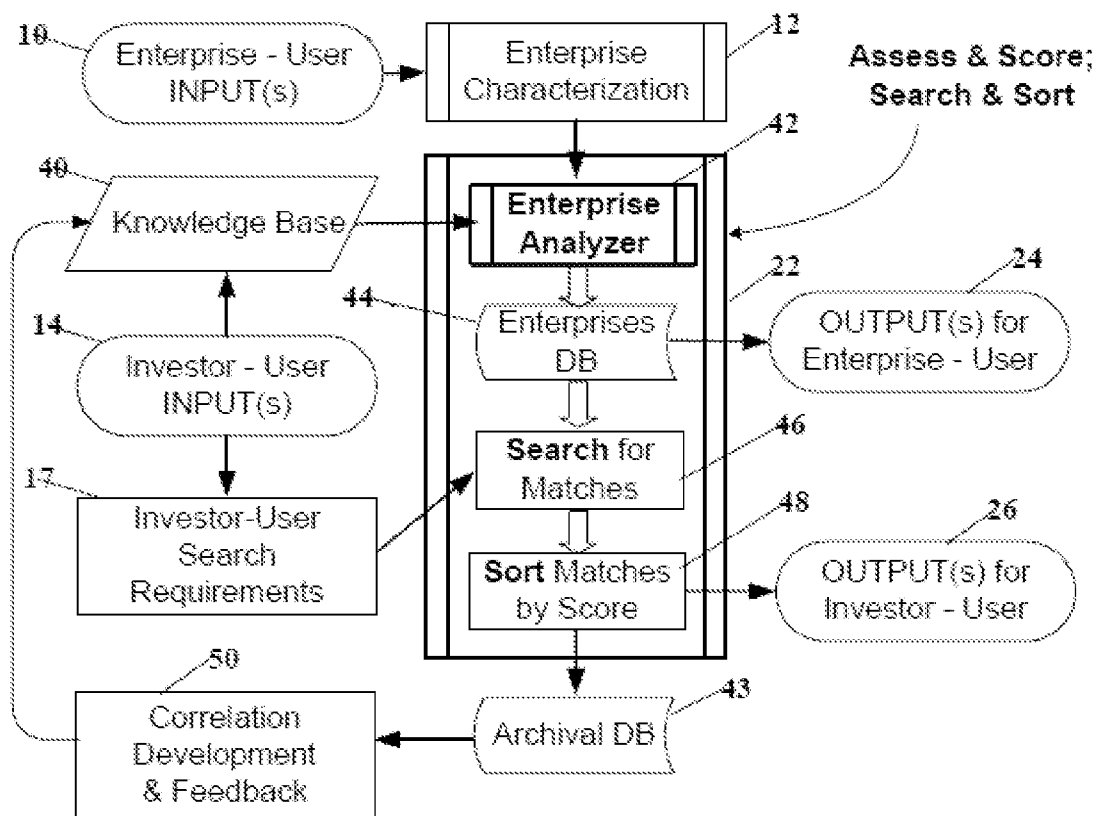 10
Enterprise - User
INPUT(s)
Enterprise
Characterization
12
Assess & Score;
Search & Sort
40
Knowledge Base
42
Enterprise
Analyzer
44
Enterprises
DB
22
24
OUTPUT(s) for
Enterprise - User
14
Investor - User
INPUT(s)
Search for
Matches
46
17
Investor-User
Search
Requirements
48
Sort Matches
by Score
26
OUTPUT(s) for
Investor - User
50
Correlation
Development
& Feedback
Archival DB
43